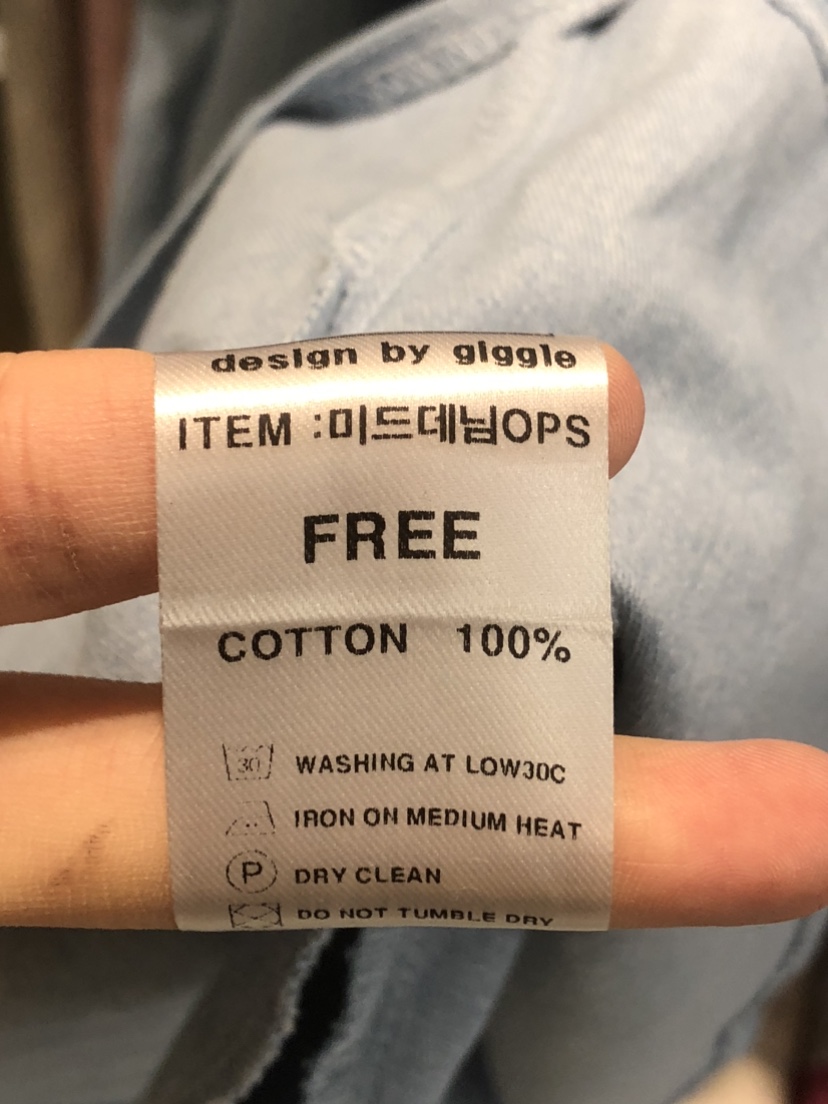 design by giggle
ITEM :미드데님OPS
FREE
COTTON 100%
30 WASHING AT LOW30C
IRON ON MEDIUM HEAT
P DRY CLEAN
DO NOT TUMBLE DRY